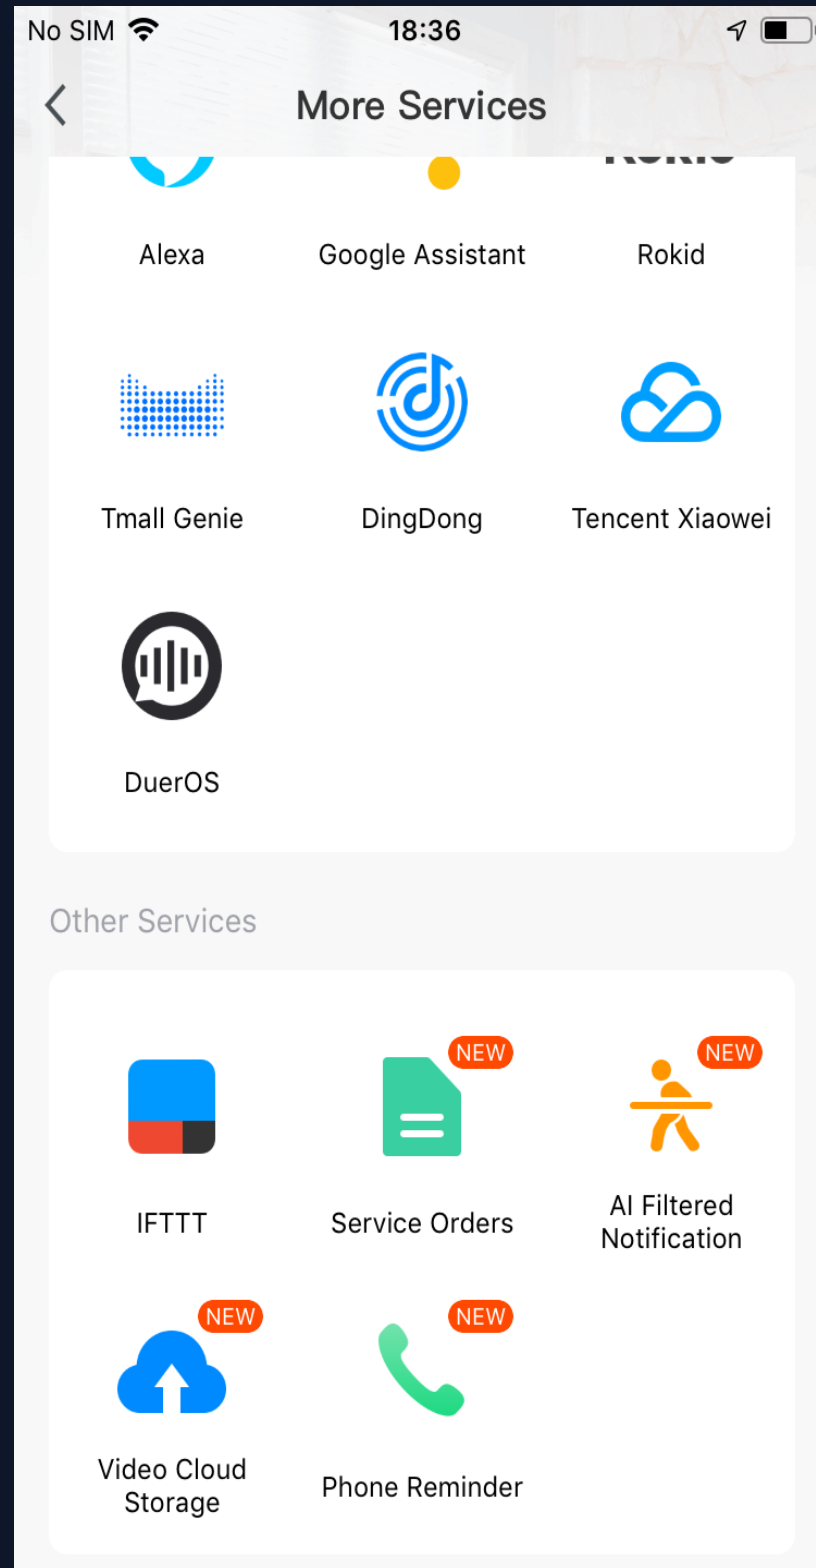 No SIM
18:36
More Services
Alexa
Google Assistant
Rokid
Tmall Genie
DingDong
Tencent Xiaowei
DuerOS
Other Services
IFTTT
NEW
Service Orders
NEW
AI Filtered
Notification
NEW
Video Cloud
Storage
NEW
Phone Reminder